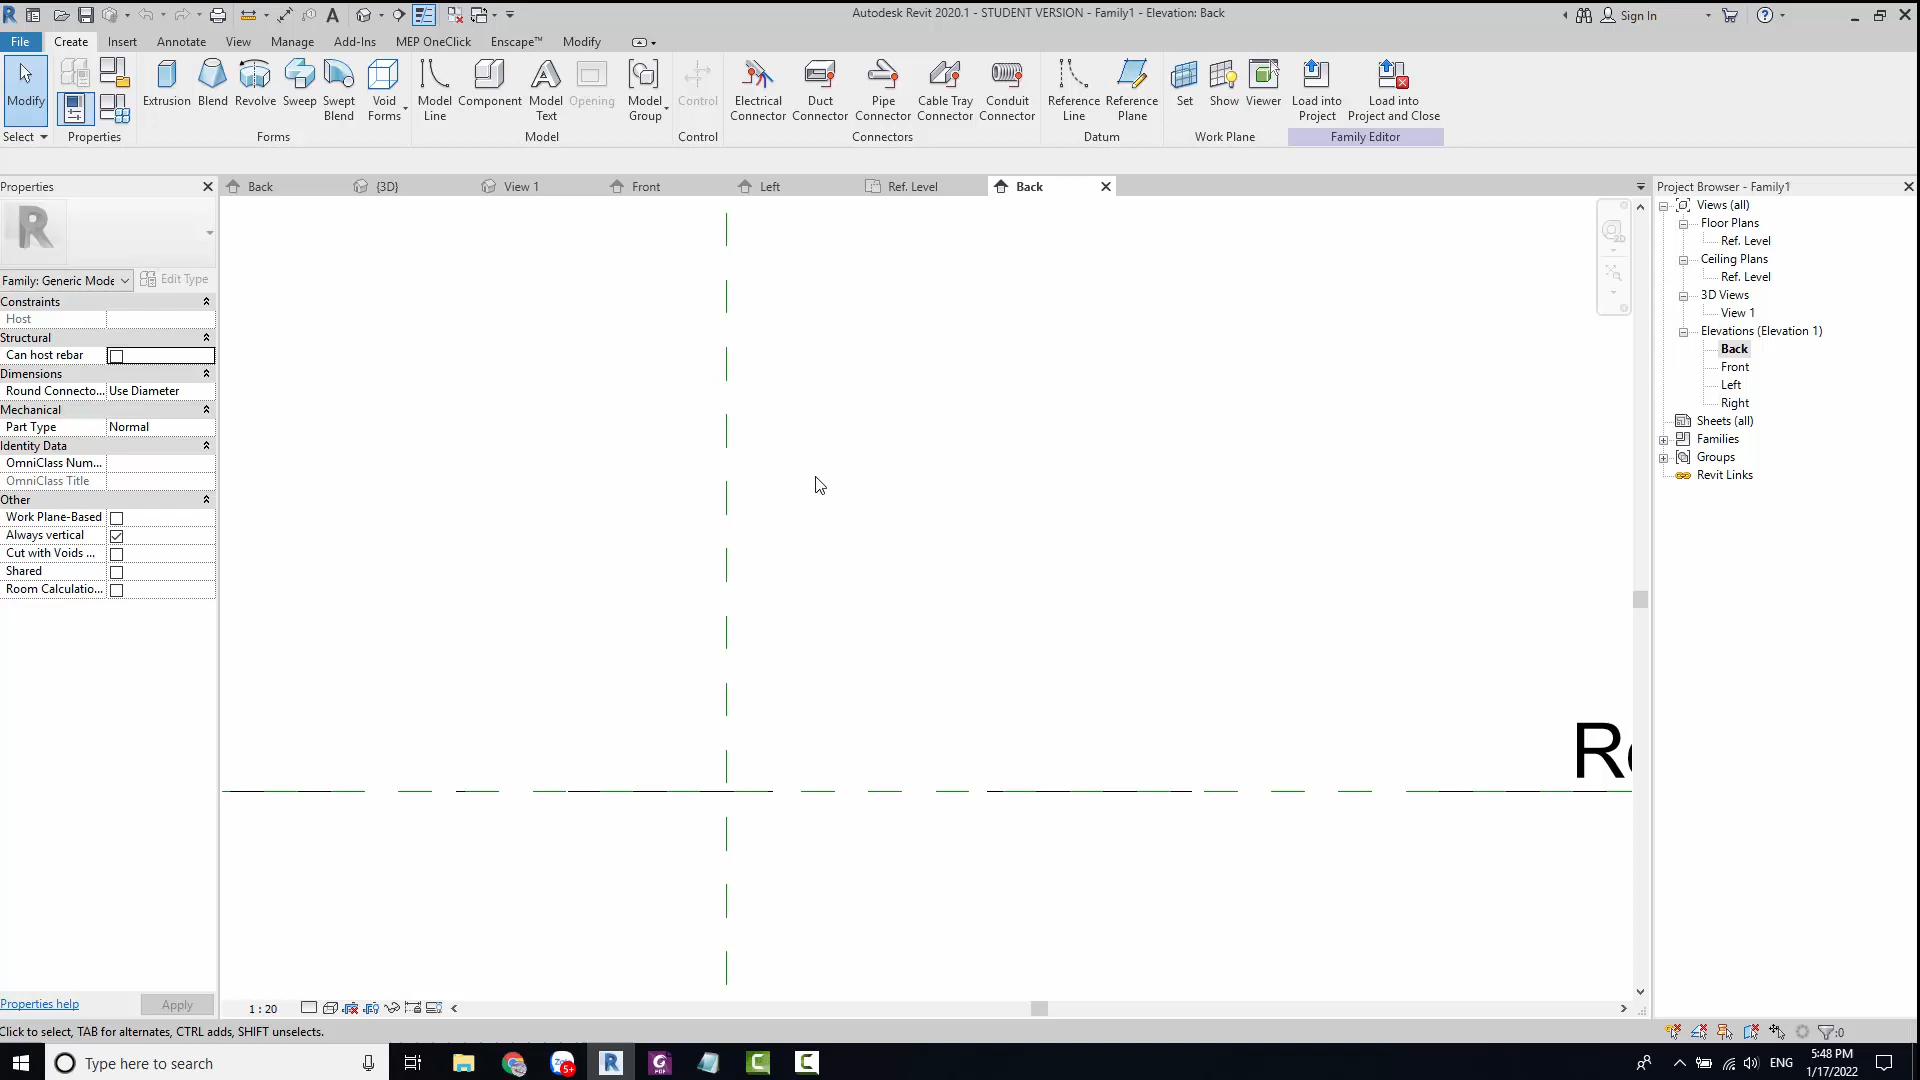 Autodesk Revit 2020.1 - STUDENT VERSION - Family1 - Elevation: Back
Sign In
File Create Insert Annotate View Manage Add-Ins MEP OneClick Enscape™ Modify
Modify
Extrusion Blend Revolve Sweep Swept Blend Void Forms
Model Line Component Model Text Opening Model Group
Control
Electrical Connector Duct Connector Pipe Connector Cable Tray Connector Conduit Connector
Reference Line Reference Plane
Set Show Viewer
Load into Project Load into Project and Close
Select Properties Forms Model Control Connectors Datum Work Plane Family Editor
Properties
Back {3D} View 1 Front Left Ref. Level Back
Project Browser - Family1
Family: Generic Mode
Edit Type
Constraints
Host
Structural
Can host rebar
Dimensions
Round Connecto... Use Diameter
Mechanical
Part Type Normal
Identity Data
OmniClass Num...
OmniClass Title
Other
Work Plane-Based
Always vertical
Cut with Voids ...
Shared
Room Calculatio...
Properties help
Apply
2D
Re
Views (all)
Floor Plans
Ref. Level
Ceiling Plans
Ref. Level
3D Views
View 1
Elevations (Elevation 1)
Back
Front
Left
Right
Sheets (all)
Families
Groups
Revit Links
1 : 20
Click to select, TAB for alternates, CTRL adds, SHIFT unselects.
:0
Type here to search
5+
ENG
5:48 PM
1/17/2022